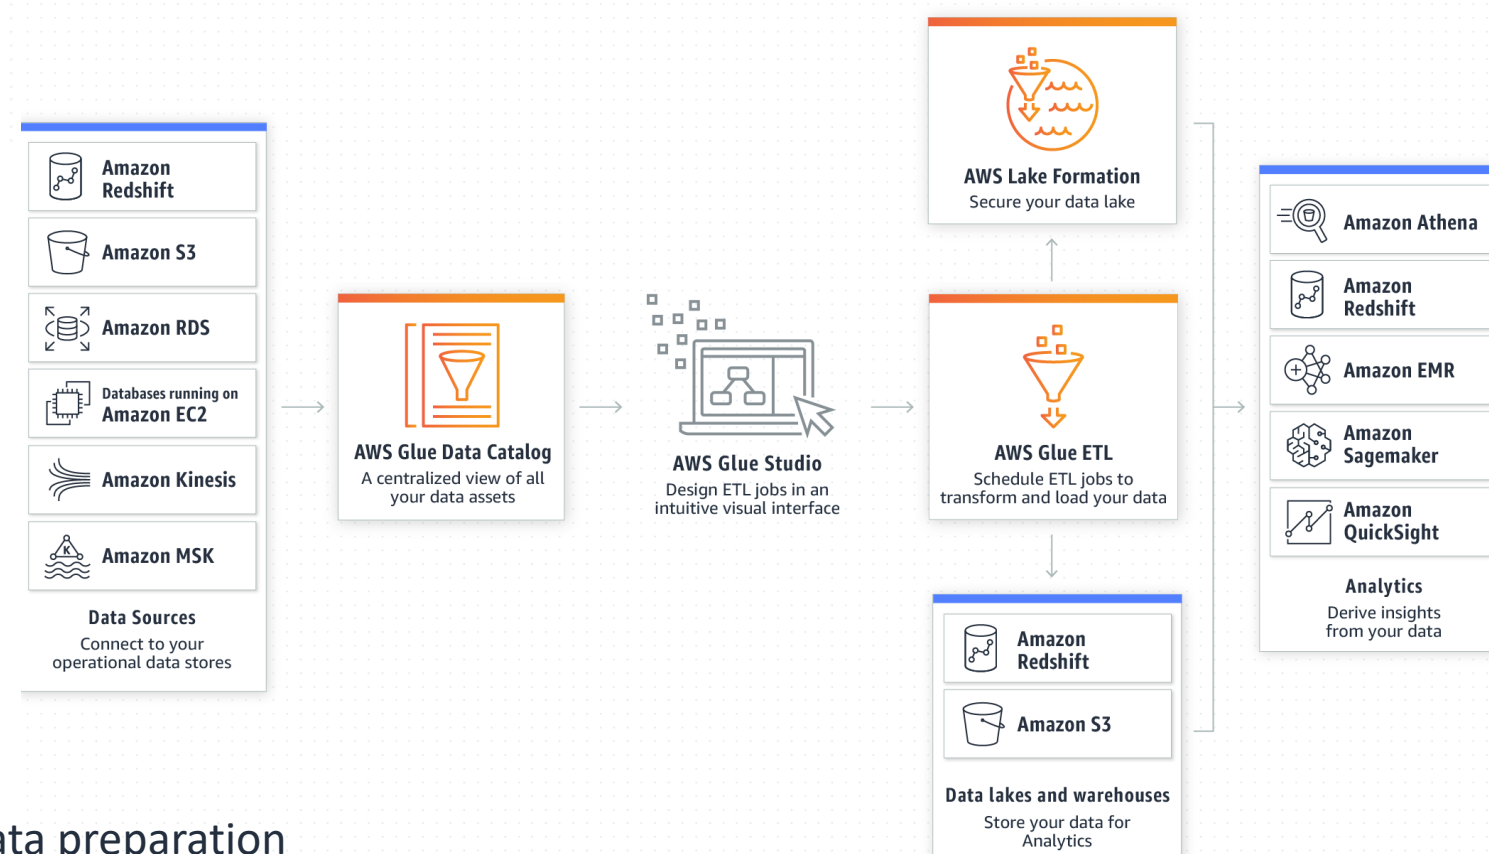 Amazon
Redshift
Amazon S3
Amazon RDS
Databases running on
Amazon EC2
Amazon Kinesis
Amazon MSK
K
Data Sources
Connect to your
operational data stores
AWS Glue Data Catalog
A centralized view of all
your data assets
AWS Glue Studio
Design ETL jobs in an
intuitive visual interface
AWS Lake Formation
Secure your data lake
AWS Glue ETL
Schedule ETL jobs to
transform and load your data
Amazon
Redshift
Amazon S3
Data lakes and warehouses
Store your data for
Analytics
Amazon Athena
Amazon
Redshift
Amazon EMR
Amazon
Sagemaker
Amazon
QuickSight
Analytics
Derive insights
from your data
ata preparation